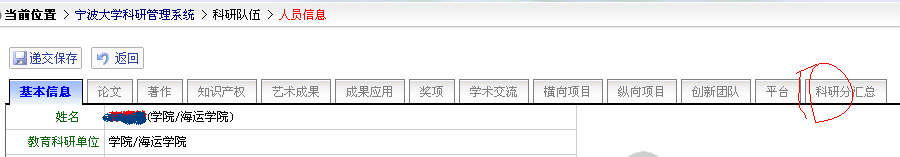 当前位置 > 宁波大学科研管理系统 > 科研队伍 > 人员信息
递交保存 返回
基本信息 论文 著作 知识产权 艺术成果 成果应用 奖项 学术交流 横向项目 纵向项目 创新团队 平台 科研分汇总
姓名 (学院/海运学院)
教育科研单位 学院/海运学院